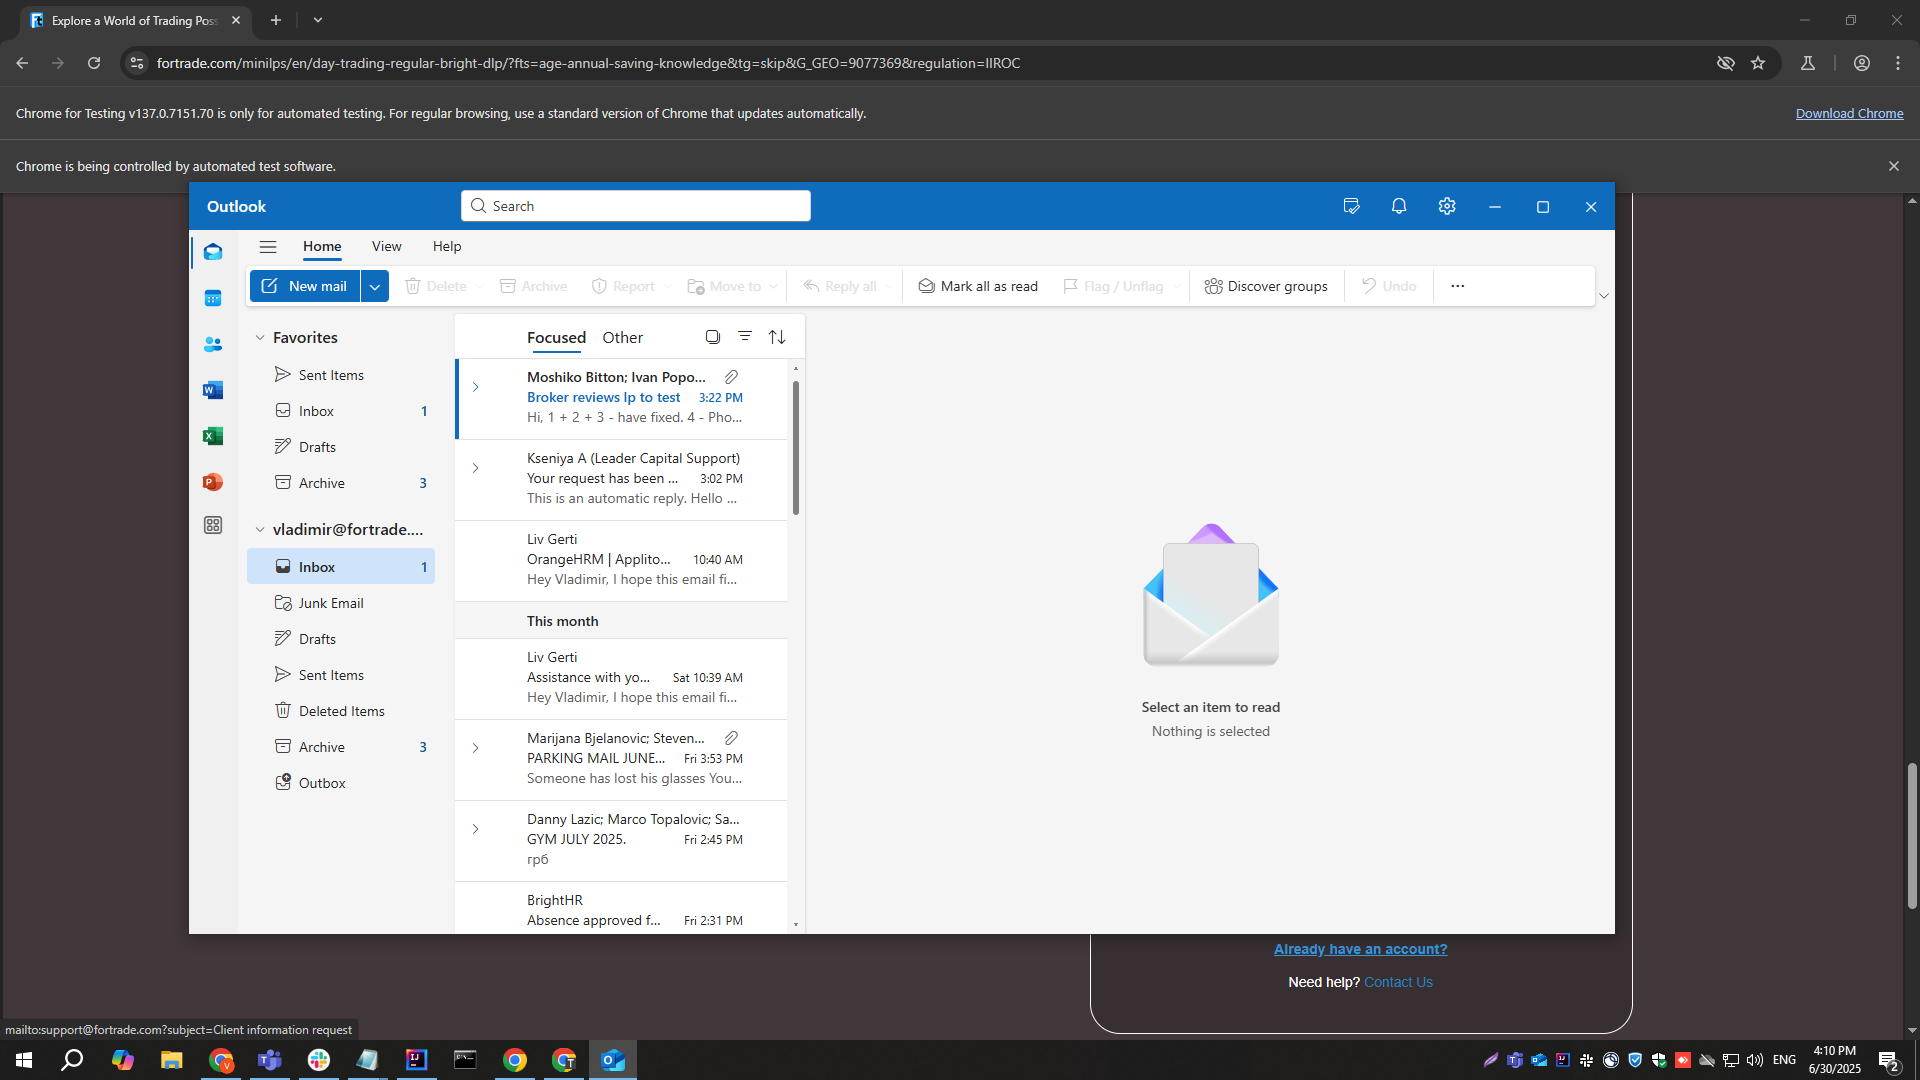 Explore a World of Trading Poss
fortrade.com/minilps/en/day-trading-regular-bright-dlp/?fts=age-annual-saving-knowledge&tg=skip&G_GEO=9077369&regulation=IIROC
Chrome for Testing v137.0.7151.70 is only for automated testing. For regular browsing, use a standard version of Chrome that updates automatically.
Download Chrome
Chrome is being controlled by automated test software.
Outlook
Search
Home View Help
New mail Delete Archive Report Move to Reply all Mark all as read Flag / Unflag Discover groups Undo
Favorites
Sent Items
Inbox 1
Drafts
Archive 3
vladimir@fortrade....
Inbox 1
Junk Email
Drafts
Sent Items
Deleted Items
Archive 3
Outbox
Focused Other
Moshiko Bitton; Ivan Popo...
Broker reviews lp to test 3:22 PM
Hi, 1 + 2 + 3 - have fixed. 4 - Pho...
Kseniya A (Leader Capital Support)
Your request has been ... 3:02 PM
This is an automatic reply. Hello ...
Liv Gerti
OrangeHRM | Applito... 10:40 AM
Hey Vladimir, I hope this email fi...
This month
Liv Gerti
Assistance with yo... Sat 10:39 AM
Hey Vladimir, I hope this email fi...
Marijana Bjelanovic; Steven...
PARKING MAIL JUNE... Fri 3:53 PM
Someone has lost his glasses You...
Danny Lazic; Marco Topalovic; Sa...
GYM JULY 2025. Fri 2:45 PM
грб
BrightHR
Absence approved f... Fri 2:31 PM
Select an item to read
Nothing is selected
Already have an account?
Need help? Contact Us
mailto:support@fortrade.com?subject=Client information request
ENG
4:10 PM
6/30/2025
2